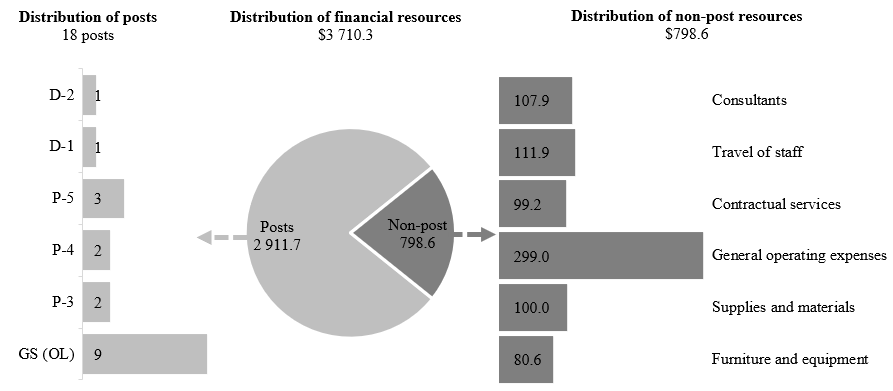 Distribution of posts
18 posts
Distribution of financial resources
$3 710.3
Distribution of non-post resources
$798.6
D-2 1
D-1 1
P-5 3
P-4 2
P-3 2
GS (OL) 9
Posts
2 911.7
Non-post
798.6
107.9 Consultants
111.9 Travel of staff
99.2 Contractual services
299.0 General operating expenses
100.0 Supplies and materials
80.6 Furniture and equipment